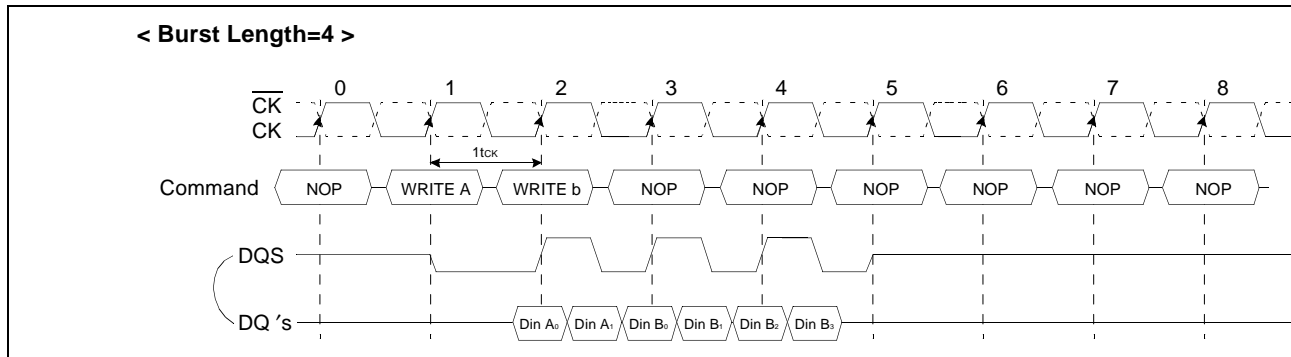 < Burst Length=4 >
0 1 2 3 4 5 6 7 8
CK
CK
1tCK
Command NOP WRITE A WRITE b NOP NOP NOP NOP NOP NOP
DQS
DQ 's Din A0 Din A1 Din B0 Din B1 Din B2 Din B3